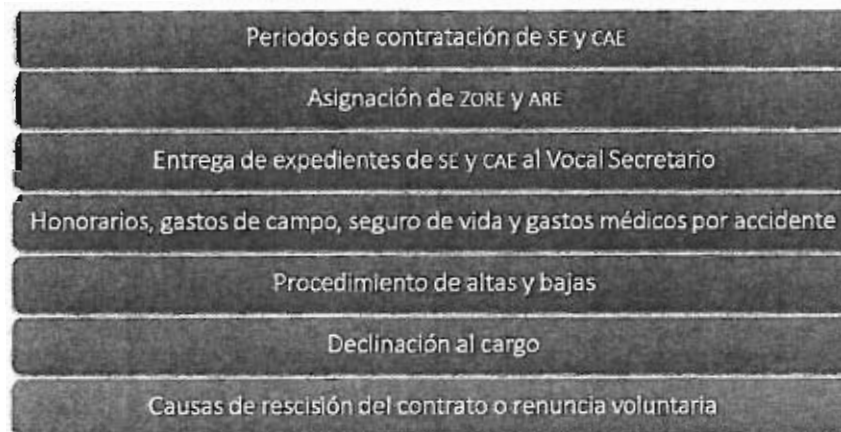 Periodos de contratación de SE y CAE
Asignación de ZORE y ARE
Entrega de expedientes de SE y CAE al Vocal Secretario
Honorarios, gastos de campo, seguro de vida y gastos médicos por accidente
Procedimiento de altas y bajas
Declinación al cargo
Causas de rescisión del contrato o renuncia voluntaria